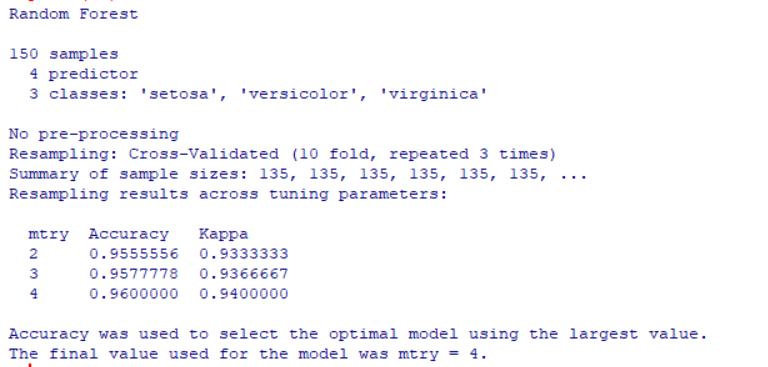 Random Forest
150 samples
4 predictor
3 classes: 'setosa', 'versicolor', 'virginica'
No pre-processing
Resampling: Cross-Validated (10 fold, repeated 3 times)
Summary of sample sizes: 135, 135, 135, 135, 135, 135, ...
Resampling results across tuning parameters:
mtry Accuracy Kappa
2 0.9555556 0.9333333
3 0.9577778 0.9366667
4 0.9600000 0.9400000
Accuracy was used to select the optimal model using the largest value.
The final value used for the model was mtry = 4.